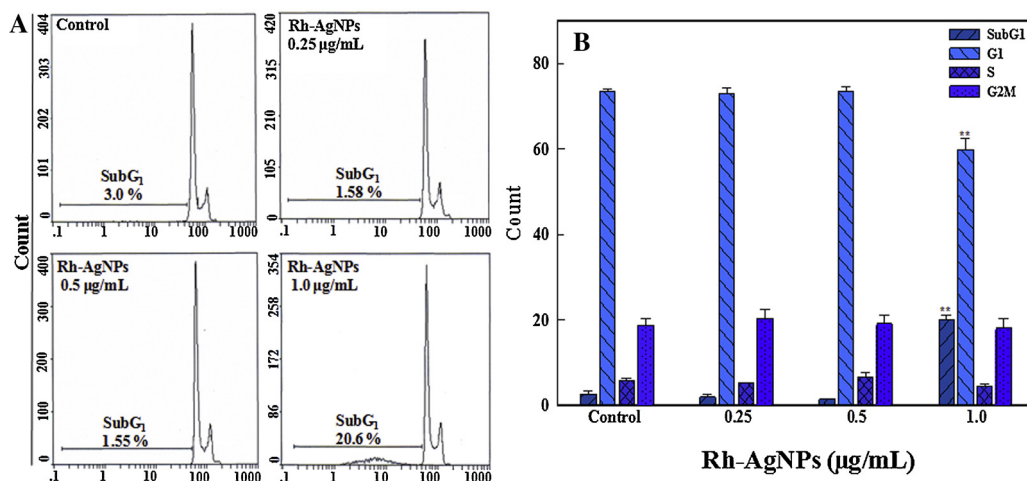 A
Count
Control
404
303
202
101
0
SubG1
3.0 %
.1 1 10 100 1000
Rh-AgNPs
0.25 µg/mL
420
315
210
105
0
SubG1
1.58 %
.1 1 10 100 1000
Rh-AgNPs
0.5 µg/mL
400
300
200
100
0
SubG1
1.55 %
.1 1 10 100 1000
Rh-AgNPs
1.0 µg/mL
354
258
172
86
0
SubG1
20.6 %
.1 1 10 100 1000
B
SubG1
G1
S
G2M
Count
80
60
40
20
0
**
**
Control 0.25 0.5 1.0
Rh-AgNPs (µg/mL)